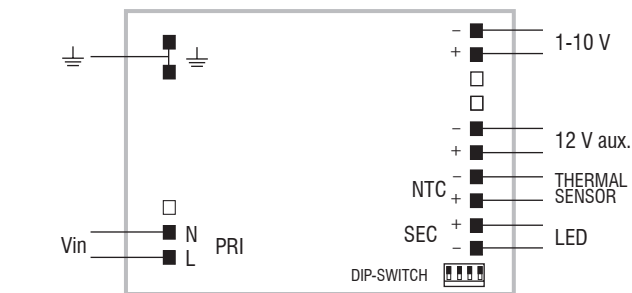 − 1-10 V
+
− 12 V aux.
+
NTC − THERMAL
+ SENSOR
Vin N PRI SEC + LED
L −
DIP-SWITCH